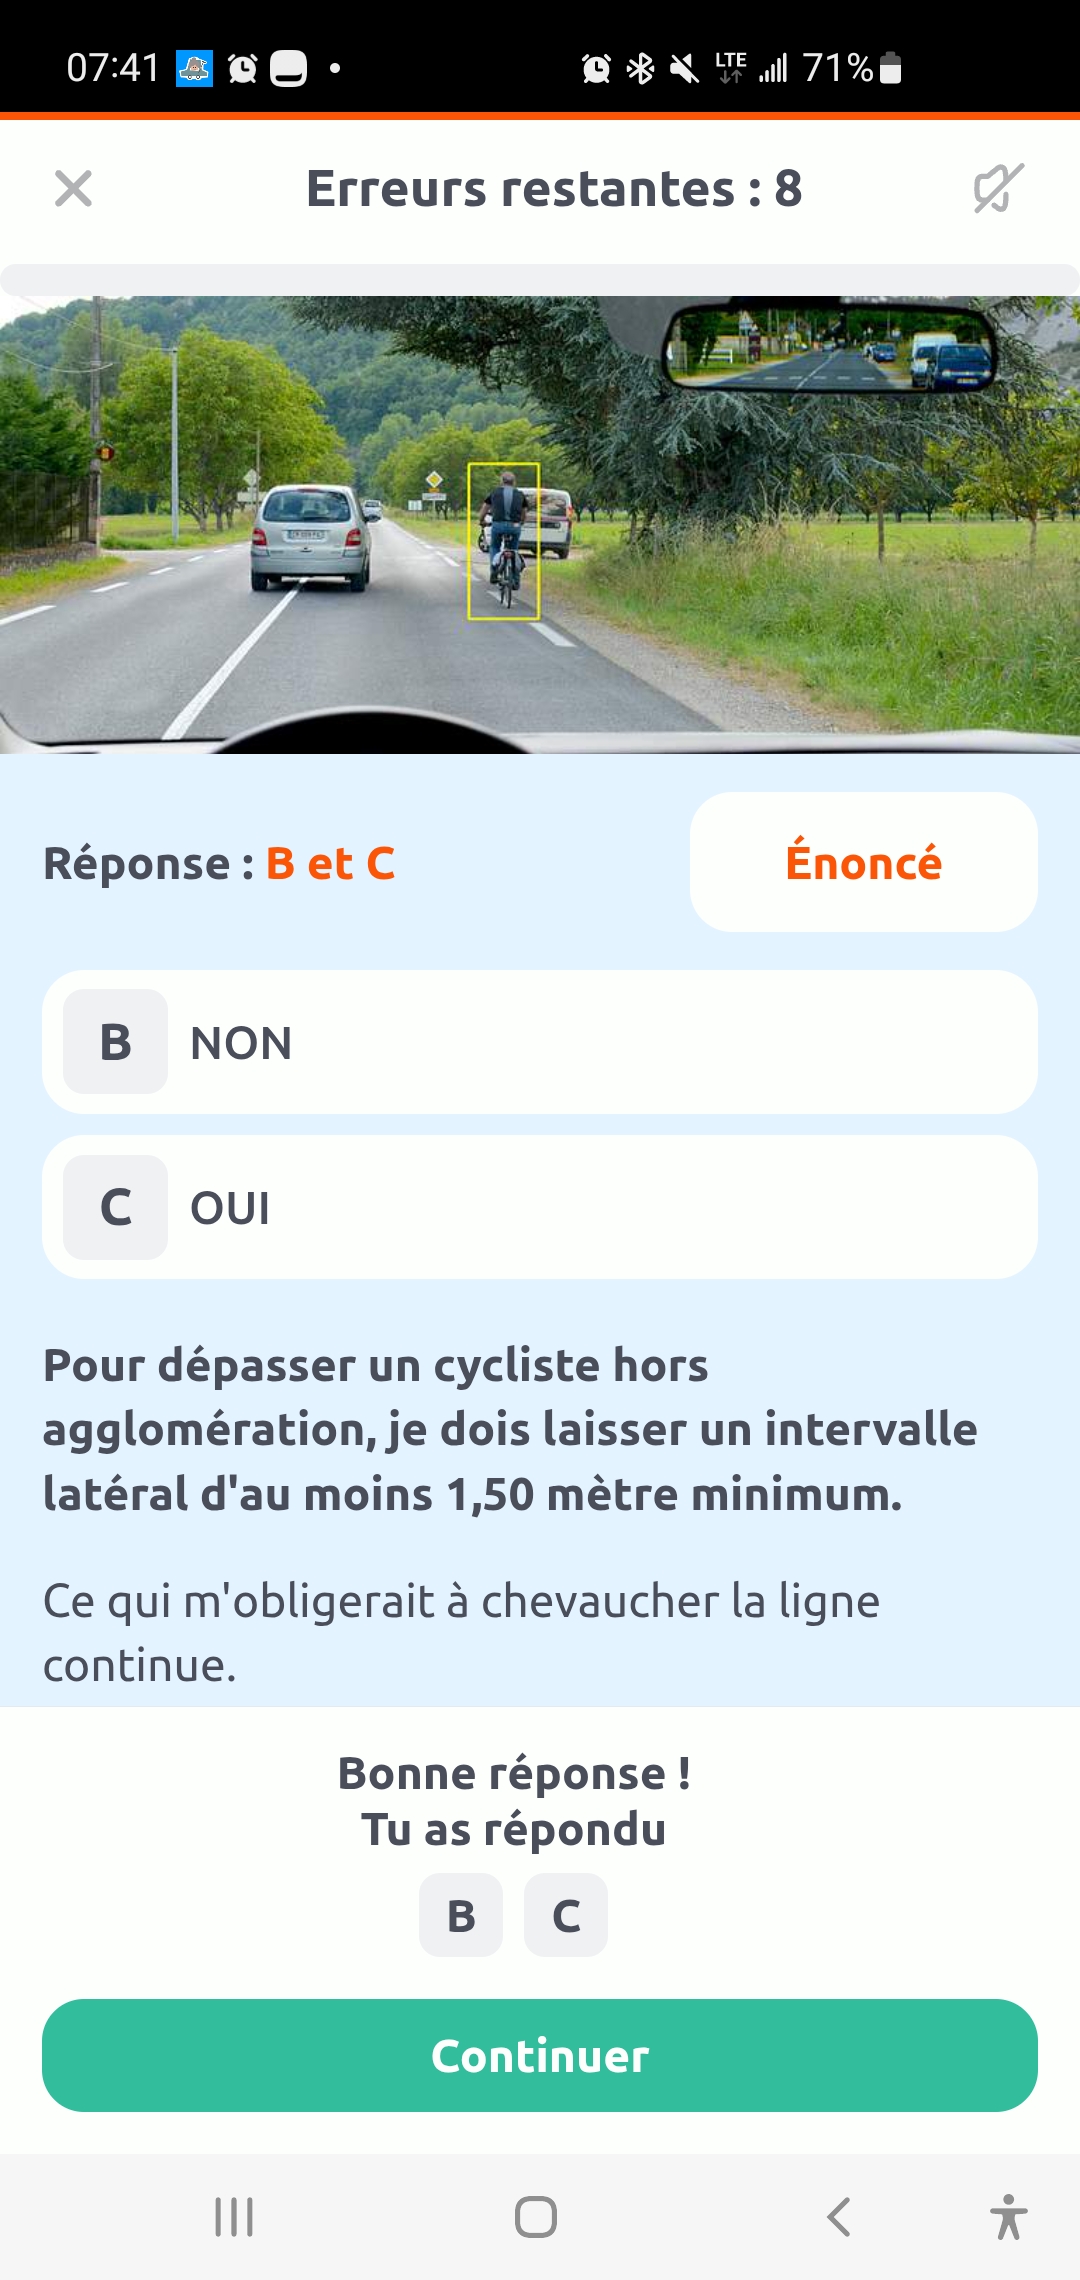 07:41 LTE 71%
Erreurs restantes : 8
Réponse : B et C
Énoncé
B NON
C OUI
Pour dépasser un cycliste hors
agglomération, je dois laisser un intervalle
latéral d'au moins 1,50 mètre minimum.
Ce qui m'obligerait à chevaucher la ligne
continue.
Bonne réponse !
Tu as répondu
B C
Continuer